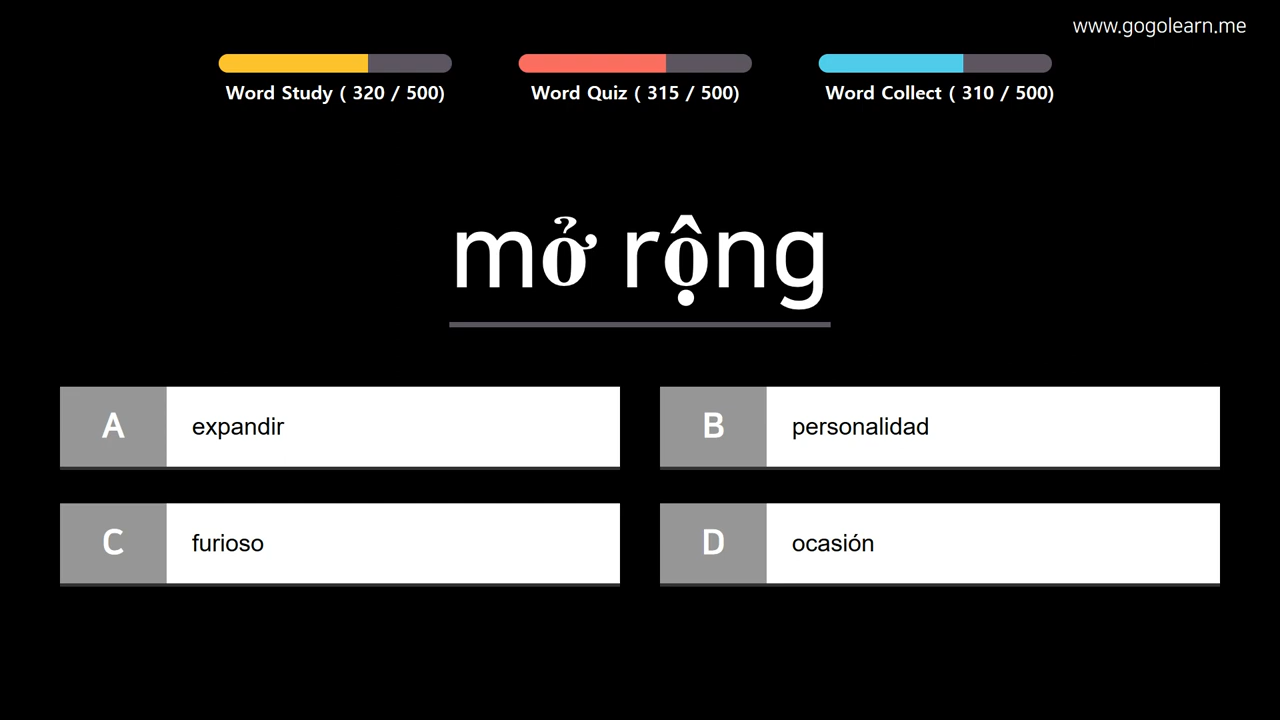 www.gogolearn.me
Word Study ( 320 / 500)
Word Quiz ( 315 / 500)
Word Collect ( 310 / 500)
mở rộng
A expandir
B personalidad
C furioso
D ocasión